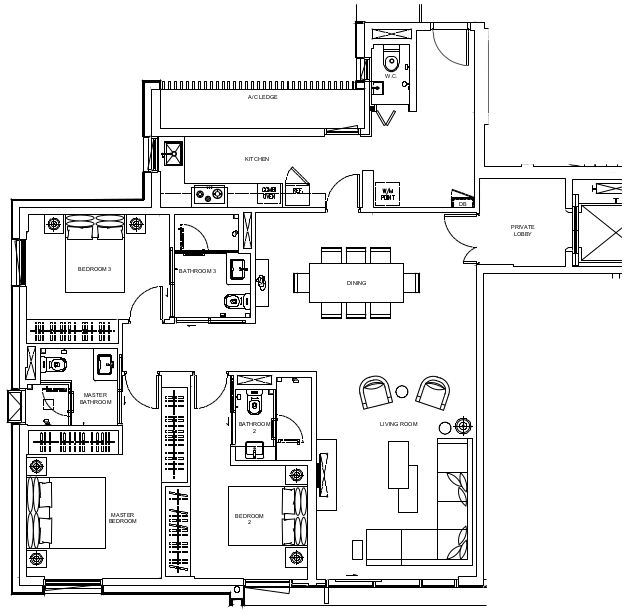 W.C.
A/C LEDGE
KITCHEN
COMBI
OVEN
REF.
W/M
POINT
DB
PRIVATE
LOBBY
BEDROOM 3
BATHROOM 3
DINING
MASTER
BATHROOM
BATHROOM
2
LIVING ROOM
MASTER
BEDROOM
BEDROOM
2